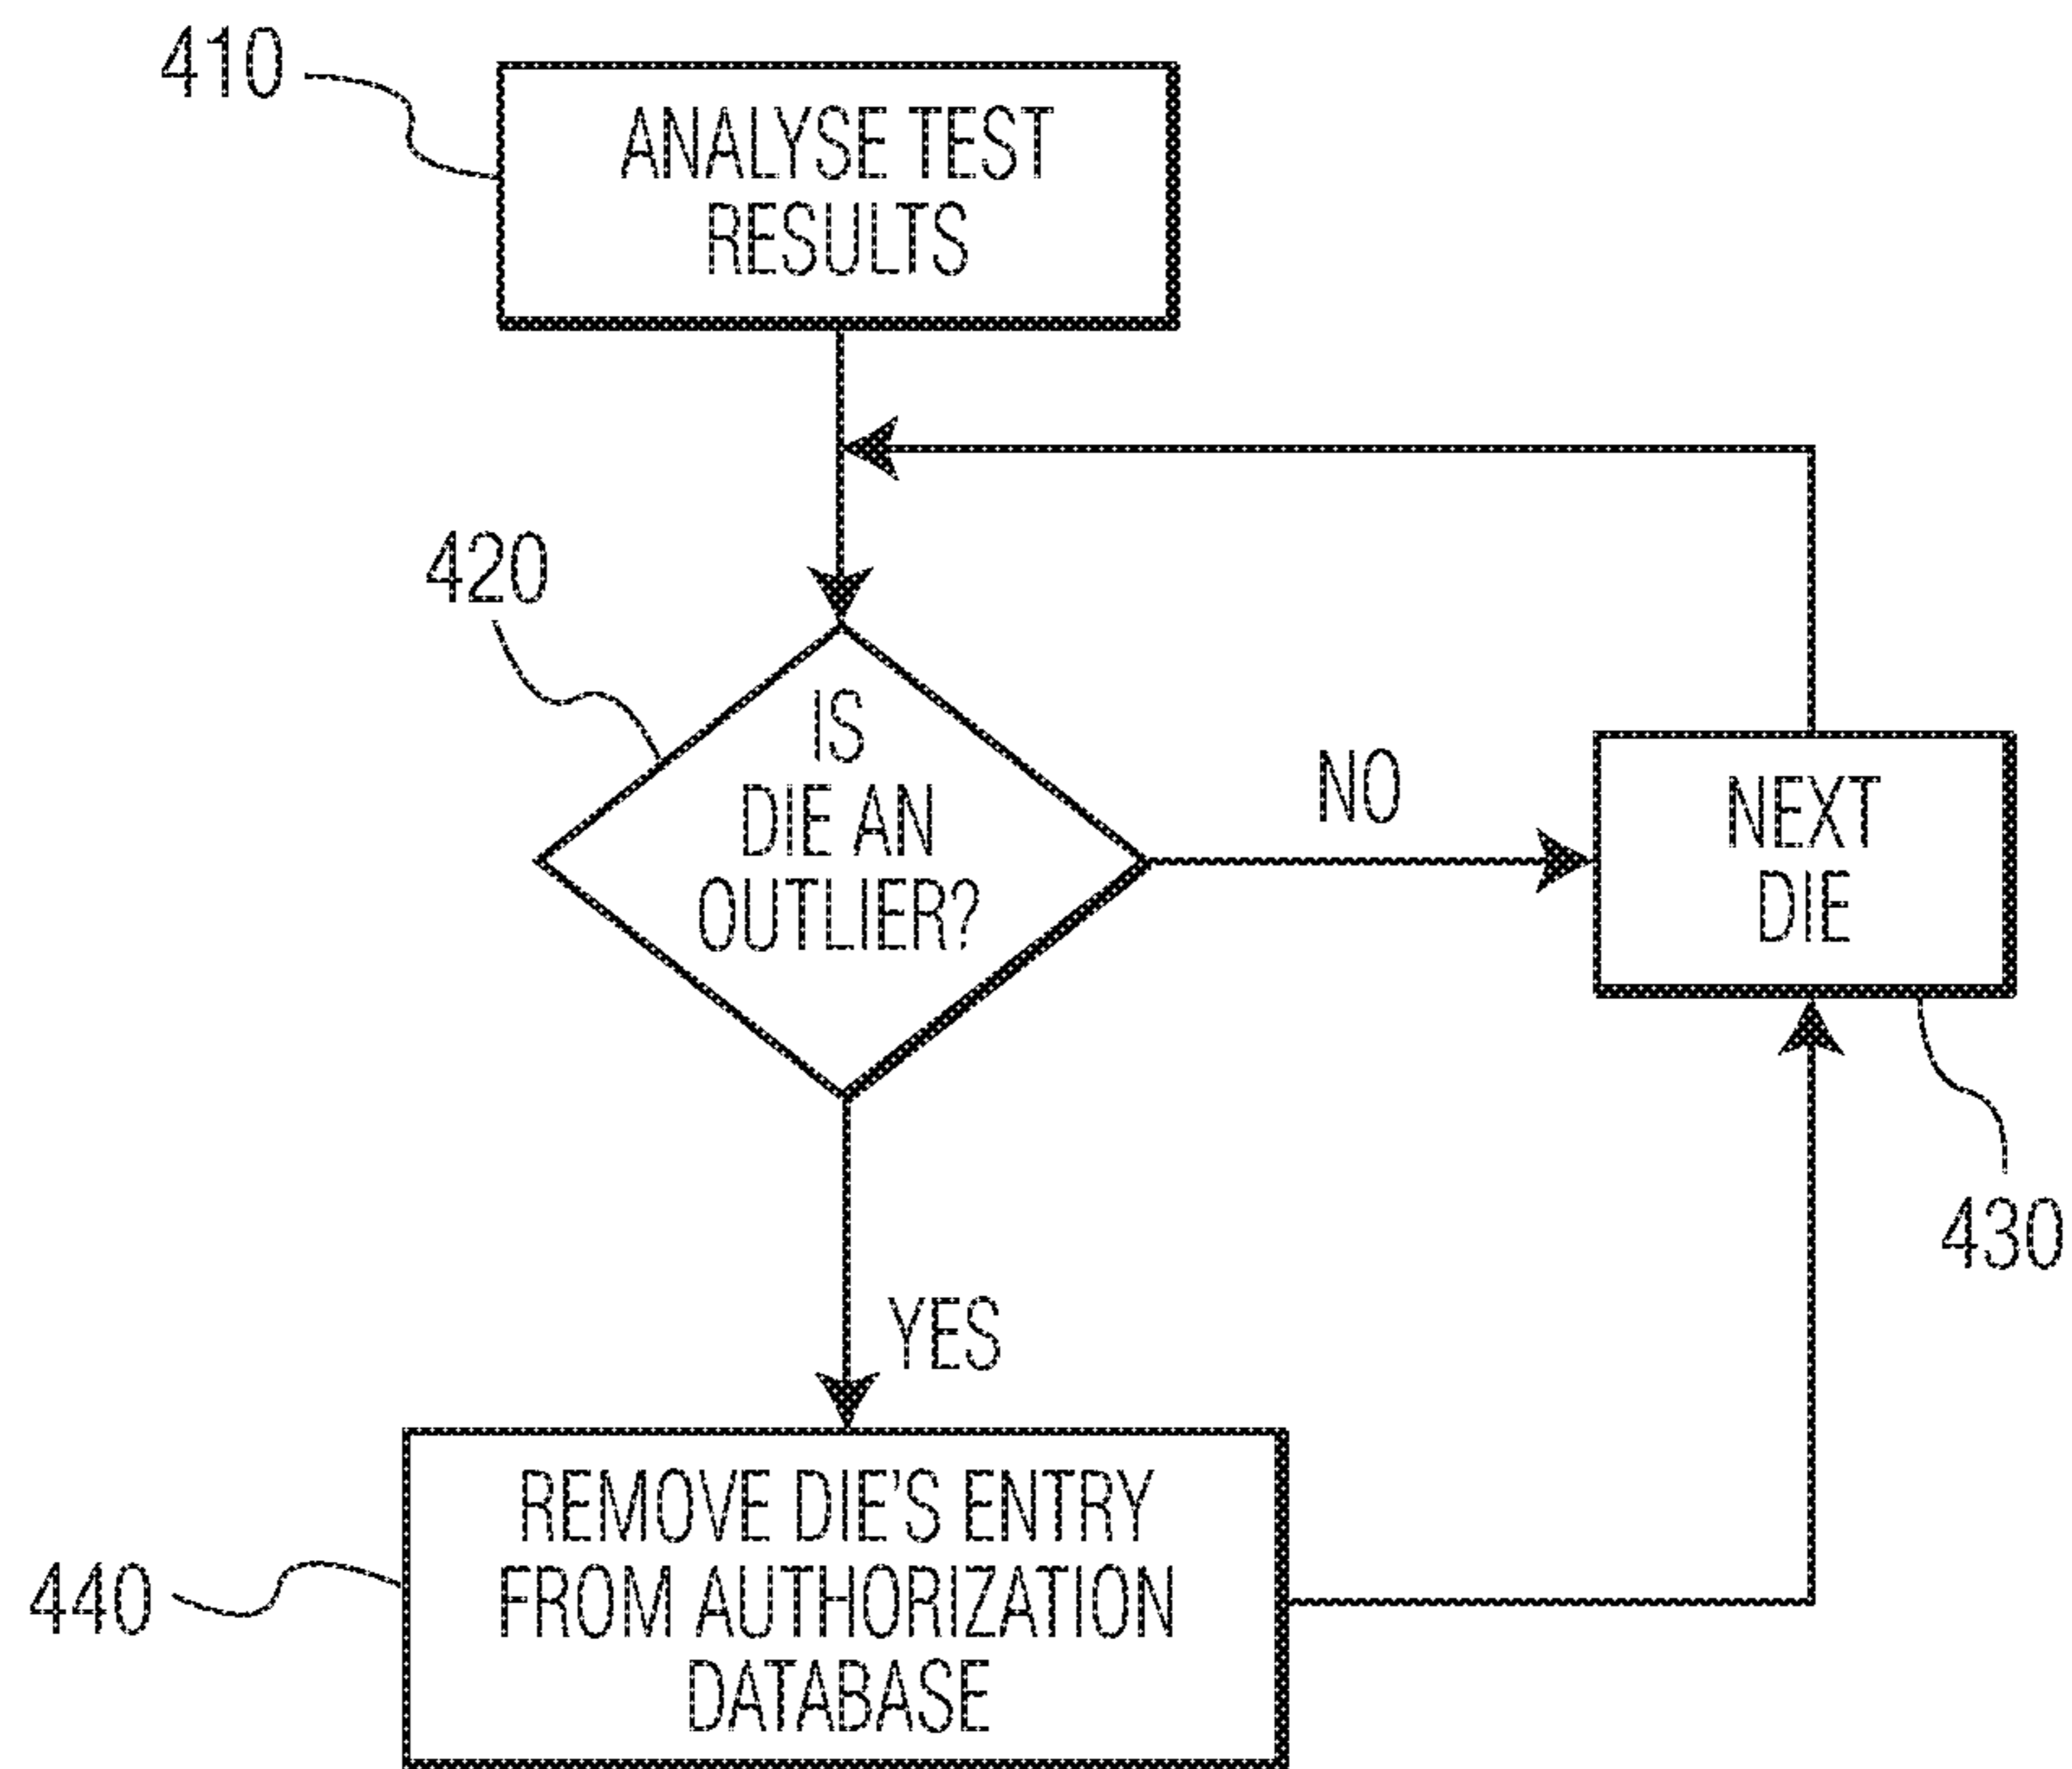 410
ANALYSE TEST
RESULTS
420
IS
DIE AN
OUTLIER?
NO
NEXT
DIE
430
YES
440
REMOVE DIE'S ENTRY
FROM AUTHORIZATION
DATABASE